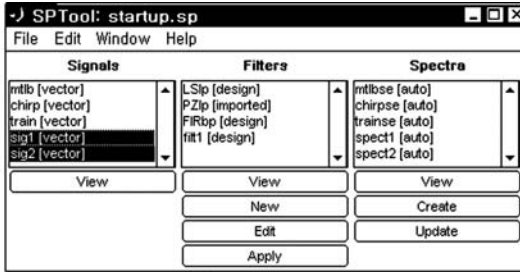 SPTool: startup.sp
File Edit Window Help
Signals
mtlb [vector]
chirp [vector]
train [vector]
sig1 [vector]
sig2 [vector]
View
Filters
LSlp [design]
PZlp [imported]
FIRbp [design]
filt1 [design]
View
New
Edit
Apply
Spectra
mtlbse [auto]
chirpse [auto]
trainse [auto]
spect1 [auto]
spect2 [auto]
View
Create
Update